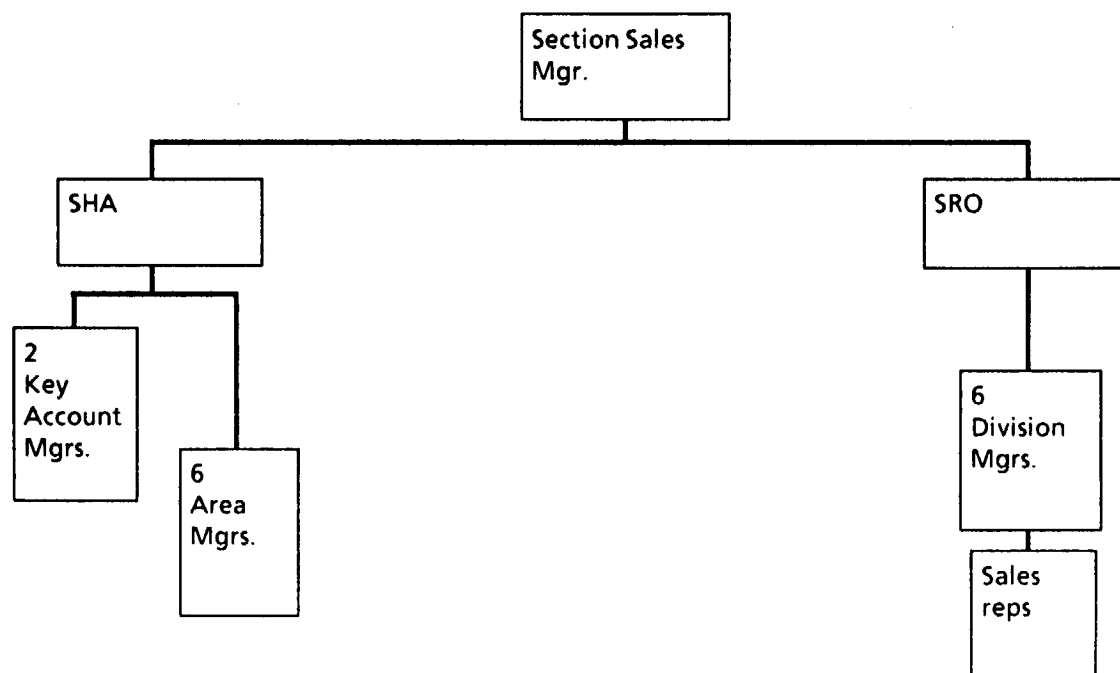 Section Sales
Mgr.
SHA
SRO
2
Key
Account
Mgrs.
6
Area
Mgrs.
6
Division
Mgrs.
Sales
reps